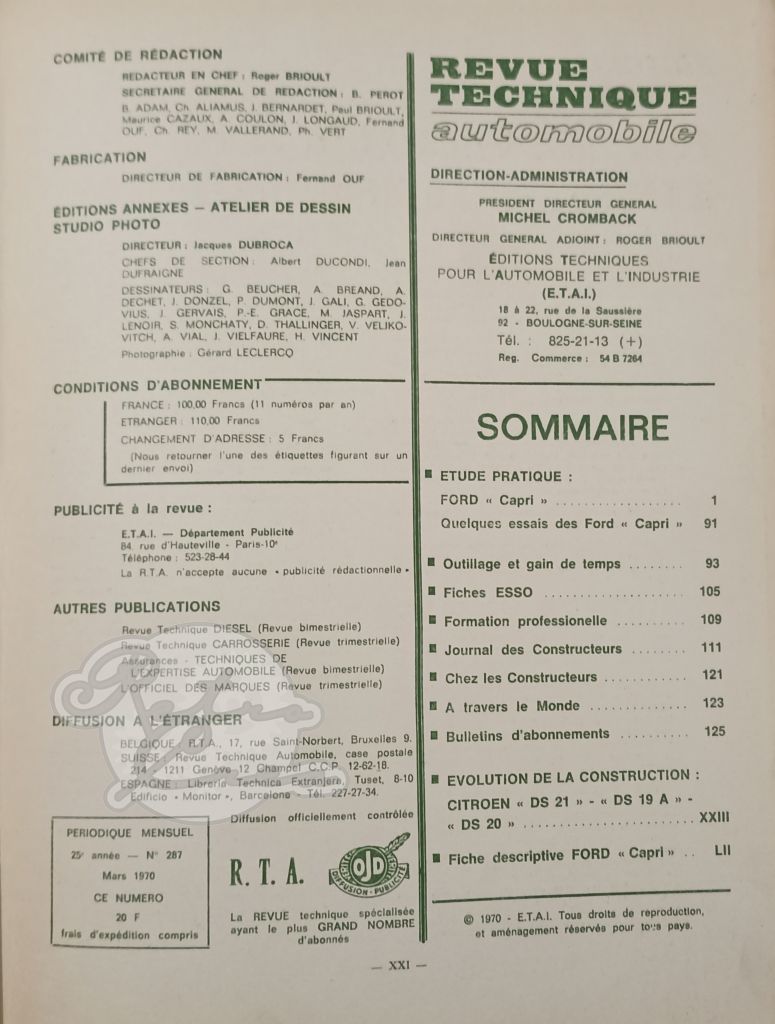 COMITÉ DE RÉDACTION
REDACTEUR EN CHEF : Roger BRIOULT
SECRETAIRE GENERAL DE REDACTION : B. PEROT
B. ADAM, Ch. ALIAMUS, J. BERNARDET, Paul BRIOULT,
Maurice CAZAUX, A. COULON, J. LONGAUD, Fernand
OUF, Ch. REY, M. VALLERAND, Ph. VERT
FABRICATION
DIRECTEUR DE FABRICATION : Fernand OUF
ÉDITIONS ANNEXES — ATELIER DE DESSIN
STUDIO PHOTO
DIRECTEUR : Jacques DUBROCA
CHEFS DE SECTION : Albert DUCONDI, Jean
DUFRAIGNE
DESSINATEURS : G. BEUCHER, A. BREAND, A.
DECHET, J. DONZEL, P. DUMONT, J. GALI, G. GEDO-
VIUS, J. GERVAIS, P.-E. GRACE, M. JASPART, J.
LENOIR, S. MONCHATY, D. THALLINGER, V. VELIKO-
VITCH, A. VIAL, J. VIELFAURE, H. VINCENT
Photographie : Gérard LECLERCQ
CONDITIONS D'ABONNEMENT
FRANCE : 100,00 Francs (11 numéros par an)
ETRANGER : 110,00 Francs
CHANGEMENT D'ADRESSE : 5 Francs
(Nous retourner l'une des étiquettes figurant sur un
dernier envoi)
PUBLICITÉ à la revue :
E.T.A.I. — Département Publicité
84, rue d'Hauteville - Paris-10e
Téléphone : 523-28-44
La R.T.A. n'accepte aucune « publicité rédactionnelle »
AUTRES PUBLICATIONS
Revue Technique DIESEL (Revue bimestrielle)
Revue Technique CARROSSERIE (Revue trimestrielle)
Assurances - TECHNIQUES DE
L'EXPERTISE AUTOMOBILE (Revue bimestrielle)
L'OFFICIEL DES MARQUES (Revue trimestrielle)
DIFFUSION A L'ÉTRANGER
BELGIQUE : R.T.A., 17, rue Saint-Norbert, Bruxelles 9.
SUISSE : Revue Technique Automobile, case postale
214 - 1211 Genève 12 Champel C.C.P. 12-62-18.
ESPAGNE : Libreria Technica Extranjera, Tuset, 8-10
Edificio « Monitor », Barcelona - Tél. 227-27-34.
PERIODIQUE MENSUEL
25e année — N° 287
Mars 1970
CE NUMERO
20 F
frais d'expédition compris
Diffusion officiellement contrôlée
R. T. A.
OJD
DIFFUSION - PUBLICITÉ
La REVUE technique spécialisée
ayant le plus GRAND NOMBRE
d'abonnés
REVUE
TECHNIQUE
automobile
DIRECTION-ADMINISTRATION
PRESIDENT DIRECTEUR GENERAL
MICHEL CROMBACK
DIRECTEUR GENERAL ADJOINT : ROGER BRIOULT
ÉDITIONS TECHNIQUES
POUR L'AUTOMOBILE ET L'INDUSTRIE
(E.T.A.I.)
18 à 22, rue de la Saussière
92 - BOULOGNE-SUR-SEINE
Tél. : 825-21-13 (+)
Reg. Commerce : 54 B 7264
SOMMAIRE
■ ETUDE PRATIQUE :
FORD « Capri » .................. 1
Quelques essais des Ford « Capri » 91
■ Outillage et gain de temps ........ 93
■ Fiches ESSO .................... 105
■ Formation professionelle .......... 109
■ Journal des Constructeurs ........ 111
■ Chez les Constructeurs ............ 121
■ A travers le Monde .............. 123
■ Bulletins d'abonnements .......... 125
■ EVOLUTION DE LA CONSTRUCTION :
CITROEN « DS 21 » - « DS 19 A » -
« DS 20 » ........................ XXIII
■ Fiche descriptive FORD « Capri » .. LII
© 1970 - E.T.A.I. Tous droits de reproduction,
et aménagement réservés pour tous pays.
— XXI —
Retro